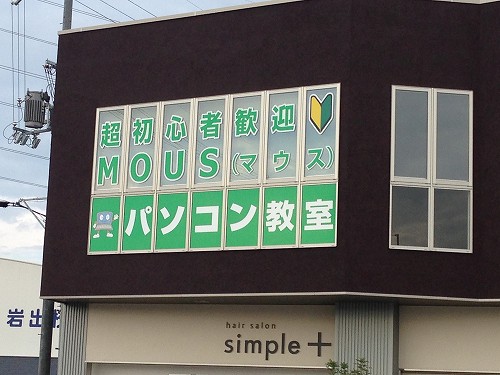 超初心者歓迎
MOUS(マウス)
パソコン教室
hair salon
simple+
岩出